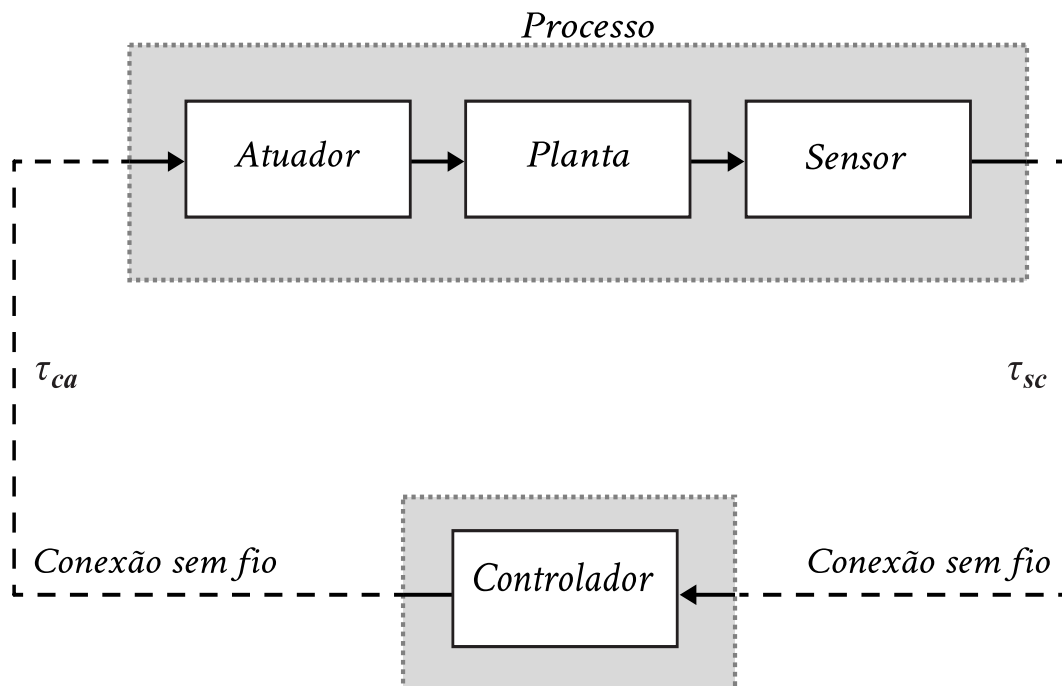 Processo
Atuador
Planta
Sensor
τca
τsc
Conexão sem fio
Controlador
Conexão sem fio